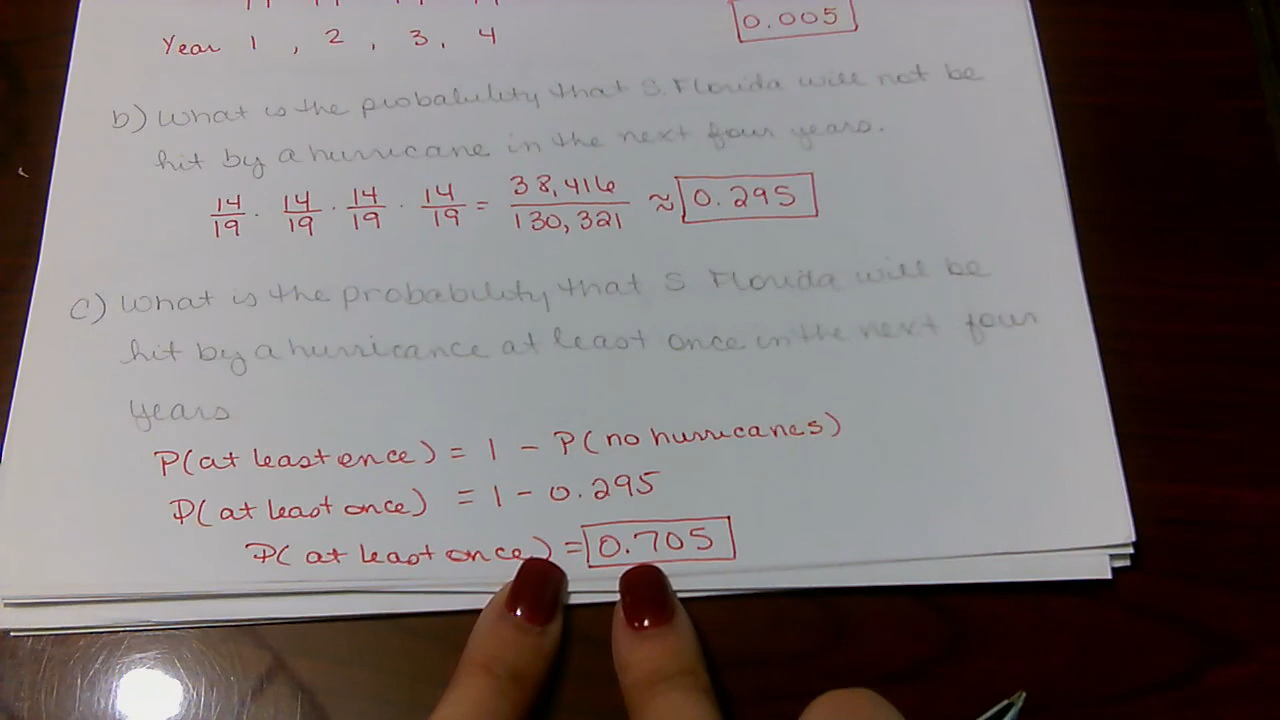 0.005
Year 1 , 2 , 3 , 4
b) What is the probability that S. Florida will not be
hit by a hurricane in the next four years.
14/19 · 14/19 · 14/19 · 14/19 = 38,416/130,321 ≈ 0.295
c) What is the probability that S Florida will be
hit by a hurricance at least once in the next four
years
P(at least once) = 1 - P(no hurricanes)
P(at least once) = 1 - 0.295
P(at least once) = 0.705